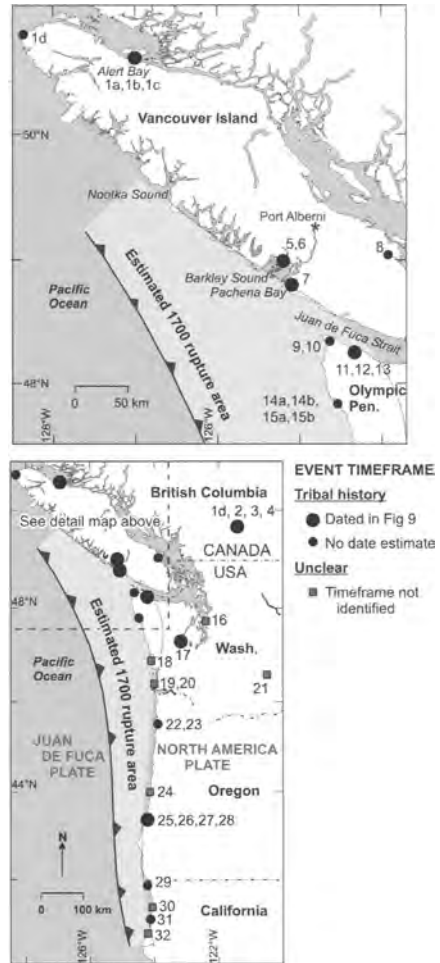 1d
Alert Bay
1a,1b,1c
Vancouver Island
50°N
Nootka Sound
Port Alberni
5,6
8
Barkley Sound
7
Pachena Bay
Pacific
Ocean
Estimated 1700 rupture area
Juan de Fuca Strait
9,10
11,12,13
48°N
Olympic
Pen.
14a, 14b,
15a, 15b
0 50 km
126°W
British Columbia
1d, 2, 3, 4
See detail map above
CANADA
USA
48°N
16
Wash.
17
Pacific
Ocean
Estimated 1700 rupture area
18
19,20
21
22,23
JUAN
DE FUCA
PLATE
NORTH AMERICA
PLATE
Oregon
44°N
24
25,26,27,28
N
29
30
31
32
California
0 100 km
126°W
122°W
EVENT TIMEFRAME
Tribal history
Dated in Fig 9
No date estimate
Unclear
Timeframe not
identified